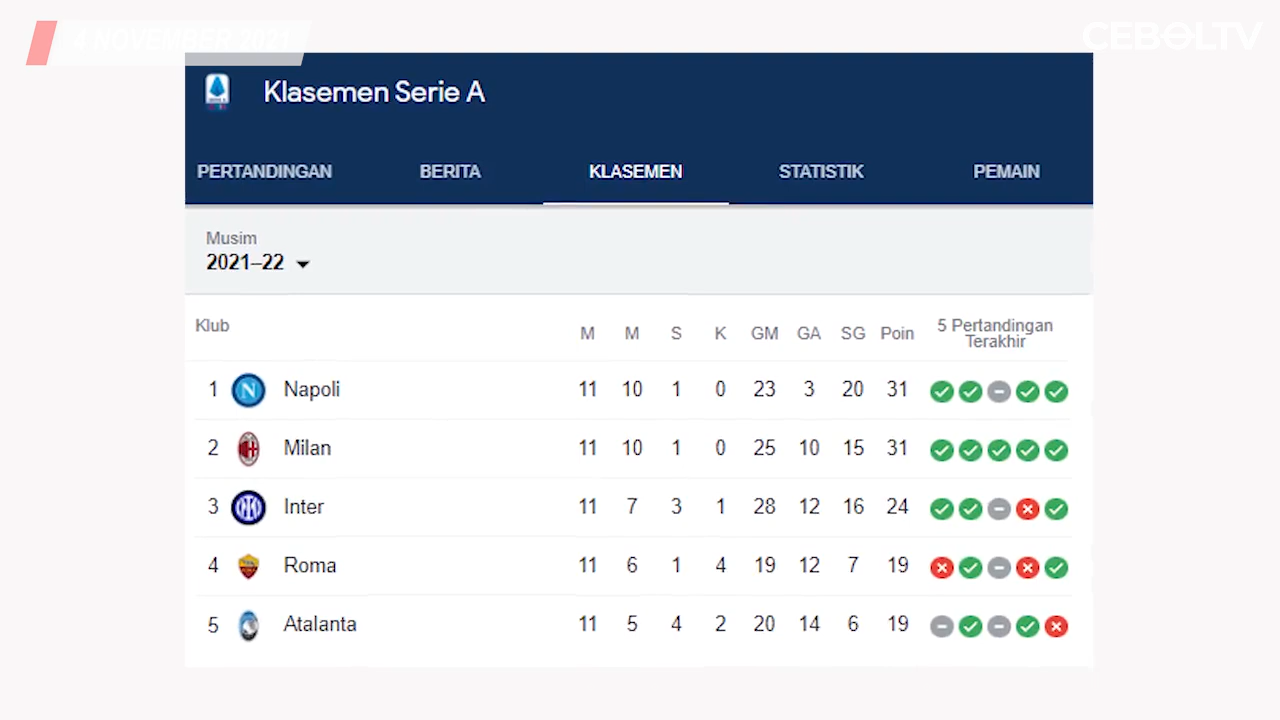 4 NOVEMBER 2021
CEBOLTV
Klasemen Serie A
PERTANDINGAN BERITA KLASEMEN STATISTIK PEMAIN
Musim
2021–22
Klub M M S K GM GA SG Poin 5 Pertandingan
Terakhir
1 Napoli 11 10 1 0 23 3 20 31
2 Milan 11 10 1 0 25 10 15 31
3 Inter 11 7 3 1 28 12 16 24
4 Roma 11 6 1 4 19 12 7 19
5 Atalanta 11 5 4 2 20 14 6 19